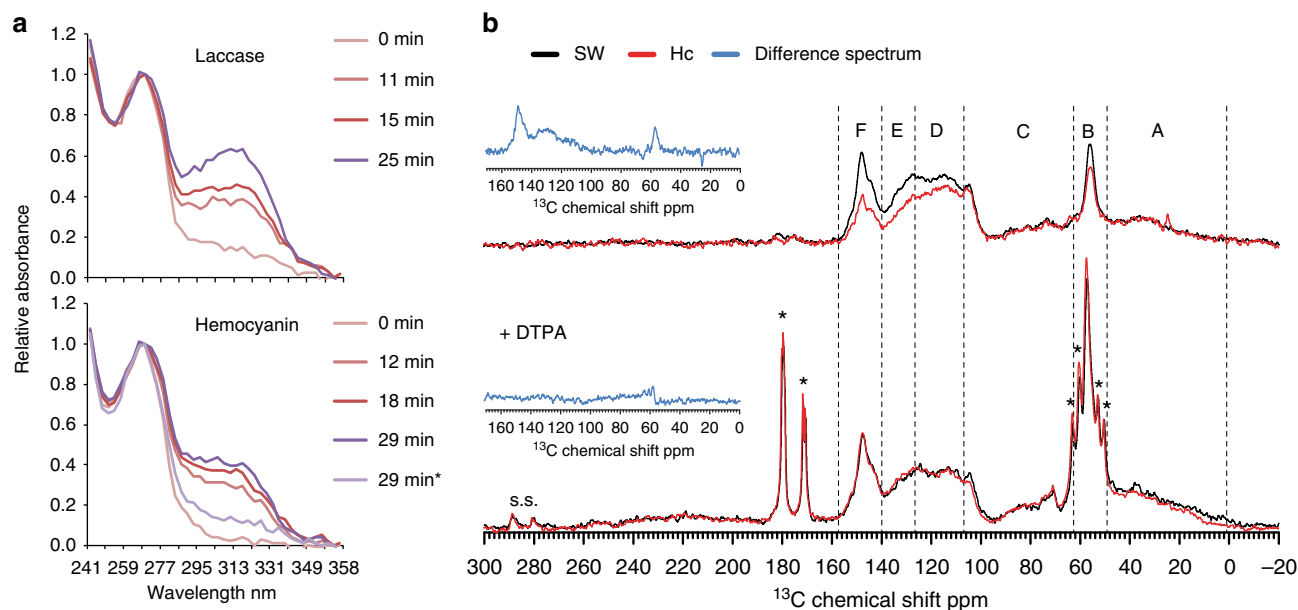 a
1.2
1.0
0.8
0.6
0.4
0.2
0.0
Laccase
0 min
11 min
15 min
25 min
Relative absorbance
1.2
1.0
0.8
0.6
0.4
0.2
0.0
Hemocyanin
0 min
12 min
18 min
29 min
29 min*
241 259 277 295 313 331 349 358
Wavelength nm
b
SW Hc Difference spectrum
F E D C B A
160 140 120 100 80 60 40 20 0
¹³C chemical shift ppm
+ DTPA
160 140 120 100 80 60 40 20 0
¹³C chemical shift ppm
* * * * * *
s.s.
300 280 260 240 220 200 180 160 140 120 100 80 60 40 20 0 –20
¹³C chemical shift ppm